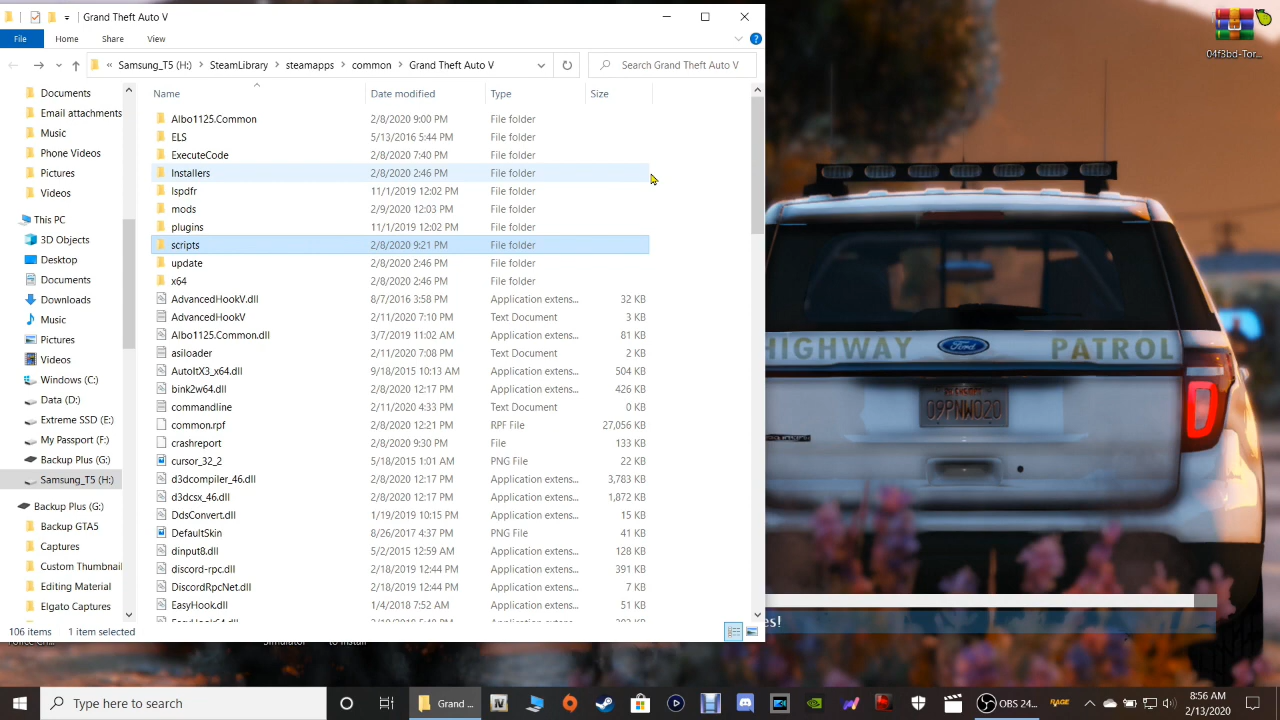 Grand Theft Auto V
File Home Share View
« Samsung_T5 (H:) › SteamLibrary › steamapps › common › Grand Theft Auto V
Search Grand Theft Auto V
Name Date modified Type Size
Documents
Email attachments
Music
Phone Videos
Pictures
Videos
This PC
3D Objects
Desktop
Documents
Downloads
Music
Pictures
Videos
Windows (C:)
Data (D:)
Extreme SSD (E:)
My Passport (F:)
Backup Plus (G:)
Samsung_T5 (H:)
Backup Plus (G:)
Backup GTA5
Captures
Custom Thumbnai
Editing Material
Elgato Captures
Albo1125.Common 2/8/2020 9:00 PM File folder
ELS 5/13/2016 5:44 PM File folder
ExecuteCode 2/8/2020 7:40 PM File folder
Installers 2/8/2020 2:46 PM File folder
lspdfr 11/1/2019 12:02 PM File folder
mods 2/9/2020 12:03 PM File folder
plugins 11/1/2019 12:02 PM File folder
scripts 2/8/2020 9:21 PM File folder
update 2/8/2020 2:46 PM File folder
x64 2/8/2020 2:46 PM File folder
AdvancedHookV.dll 8/7/2016 3:58 PM Application extens... 32 KB
AdvancedHookV 2/11/2020 7:10 PM Text Document 3 KB
Albo1125.Common.dll 3/7/2019 11:02 AM Application extens... 81 KB
asiloader 2/11/2020 7:08 PM Text Document 2 KB
AutoItX3_x64.dll 9/18/2015 10:13 AM Application extens... 504 KB
bink2w64.dll 2/8/2020 12:17 PM Application extens... 426 KB
commandline 2/11/2020 4:33 PM Text Document 0 KB
common.rpf 2/8/2020 12:21 PM RPF File 27,056 KB
crashreport 2/8/2020 9:30 PM File 133 KB
cursor_32_2 5/18/2015 1:01 AM PNG File 22 KB
d3dcompiler_46.dll 2/8/2020 12:17 PM Application extens... 3,783 KB
d3dcsx_46.dll 2/8/2020 12:17 PM Application extens... 1,872 KB
DdsConvert.dll 1/19/2019 10:15 PM Application extens... 15 KB
DefaultSkin 8/26/2017 4:37 PM PNG File 41 KB
dinput8.dll 5/2/2015 12:59 AM Application extens... 128 KB
discord-rpc.dll 2/18/2019 12:44 PM Application extens... 391 KB
DiscordRpcNet.dll 2/18/2019 12:44 PM Application extens... 7 KB
EasyHook.dll 1/4/2018 7:52 AM Application extens... 51 KB
106 items 1 item selected
04f3bd-Tor...
HIGHWAY Ford PATROL
09PNW020
es!
Type here to search
Grand ...
OBS 24...
RAGE
8:56 AM
2/13/2020